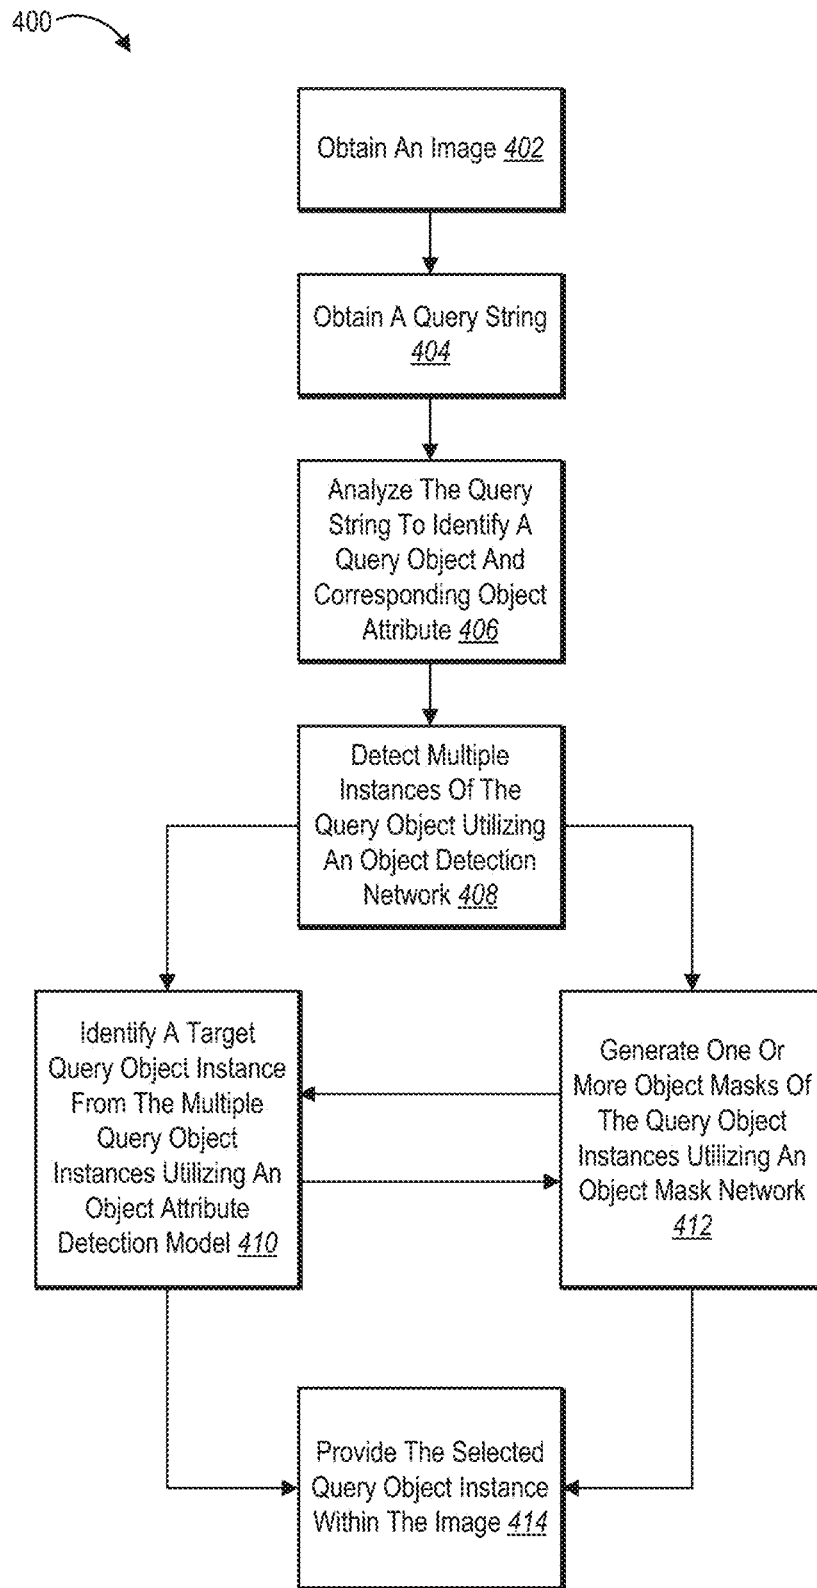 400
Obtain An Image 402
Obtain A Query String
404
Analyze The Query
String To Identify A
Query Object And
Corresponding Object
Attribute 406
Detect Multiple
Instances Of The
Query Object Utilizing
An Object Detection
Network 408
Identify A Target
Query Object Instance
From The Multiple
Query Object
Instances Utilizing An
Object Attribute
Detection Model 410
Generate One Or
More Object Masks Of
The Query Object
Instances Utilizing An
Object Mask Network
412
Provide The Selected
Query Object Instance
Within The Image 414